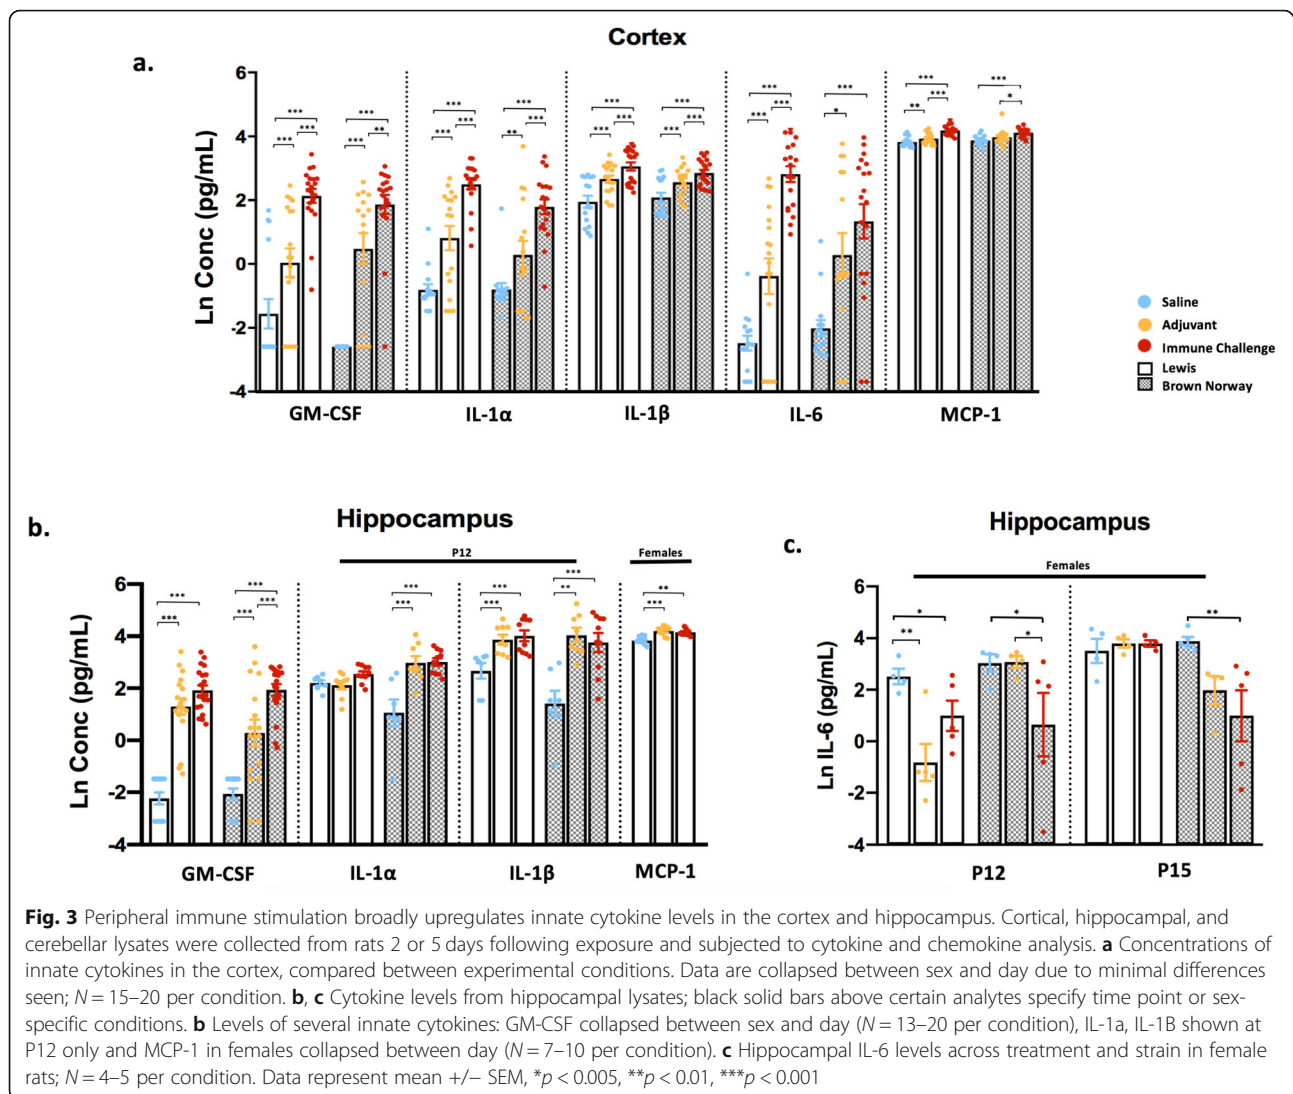 Cortex
a.
Ln Conc (pg/mL)
6
4
2
0
-2
-4
*** *** *** *** *** **
*** *** *** *** ** ***
*** *** *** *** *** ***
*** *** *** *** *
*** ** *** *** *
GM-CSF IL-1α IL-1β IL-6 MCP-1
Saline
Adjuvant
Immune Challenge
Lewis
Brown Norway
b.
Hippocampus
P12
Females
Ln Conc (pg/mL)
6
4
2
0
-2
-4
*** *** *** *** ***
*** ***
*** *** *** **
** ***
GM-CSF IL-1α IL-1β MCP-1
c.
Hippocampus
Females
Ln IL-6 (pg/mL)
6
4
2
0
-2
-4
* ** * * **
P12 P15
Fig. 3 Peripheral immune stimulation broadly upregulates innate cytokine levels in the cortex and hippocampus. Cortical, hippocampal, and
cerebellar lysates were collected from rats 2 or 5 days following exposure and subjected to cytokine and chemokine analysis. a Concentrations of
innate cytokines in the cortex, compared between experimental conditions. Data are collapsed between sex and day due to minimal differences
seen; N = 15–20 per condition. b, c Cytokine levels from hippocampal lysates; black solid bars above certain analytes specify time point or sex-
specific conditions. b Levels of several innate cytokines: GM-CSF collapsed between sex and day (N = 13–20 per condition), IL-1a, IL-1B shown at
P12 only and MCP-1 in females collapsed between day (N = 7–10 per condition). c Hippocampal IL-6 levels across treatment and strain in female
rats; N = 4–5 per condition. Data represent mean +/− SEM, *p < 0.005, **p < 0.01, ***p < 0.001